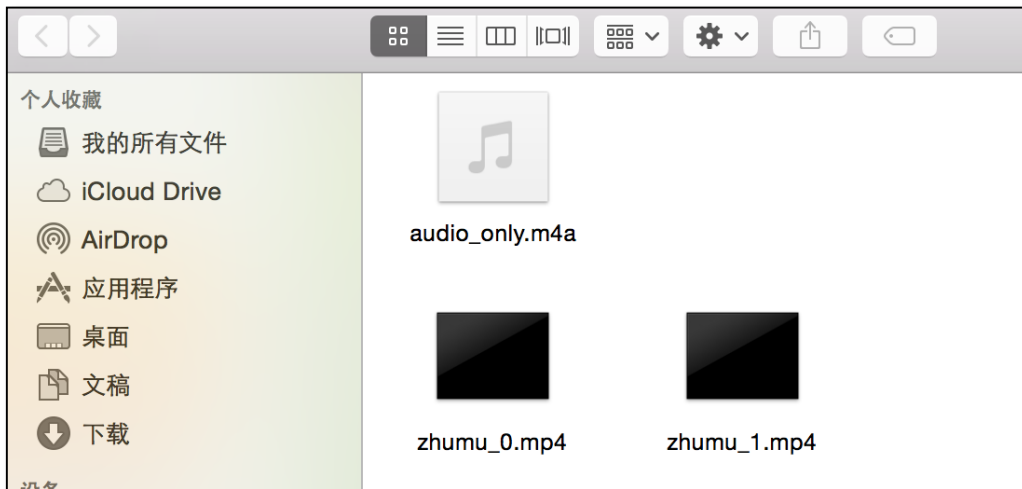 个人收藏
我的所有文件
iCloud Drive
AirDrop
应用程序
桌面
文稿
下载
audio_only.m4a
zhumu_0.mp4 zhumu_1.mp4